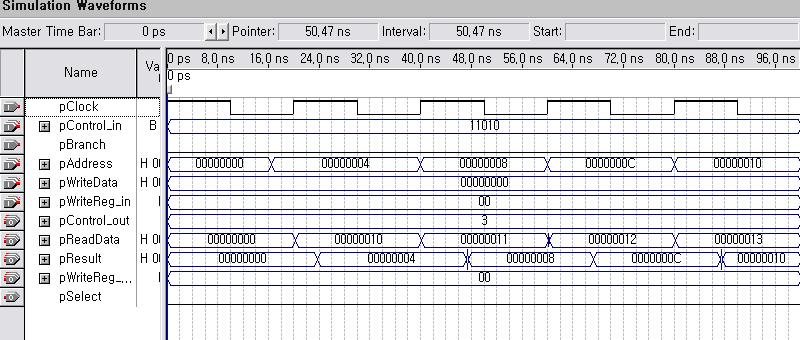 Simulation Waveforms
Master Time Bar: 0 ps Pointer: 50,47 ns Interval: 50,47 ns Start: End:
Name Va
0 ps 8,0 ns 16,0 ns 24,0 ns 32,0 ns 40,0 ns 48,0 ns 56,0 ns 64,0 ns 72,0 ns 80,0 ns 88,0 ns 96,0 ns
0 ps
pClock
pControl_in B 11010
pBranch
pAddress H 00 00000000 00000004 00000008 0000000C 00000010
pWriteData H 00 00000000
pWriteReg_in 00
pControl_out 3
pReadData H 00 00000000 00000010 00000011 00000012 00000013
pResult H 00 00000000 00000004 00000008 0000000C 00000010
pWriteReg_... 00
pSelect